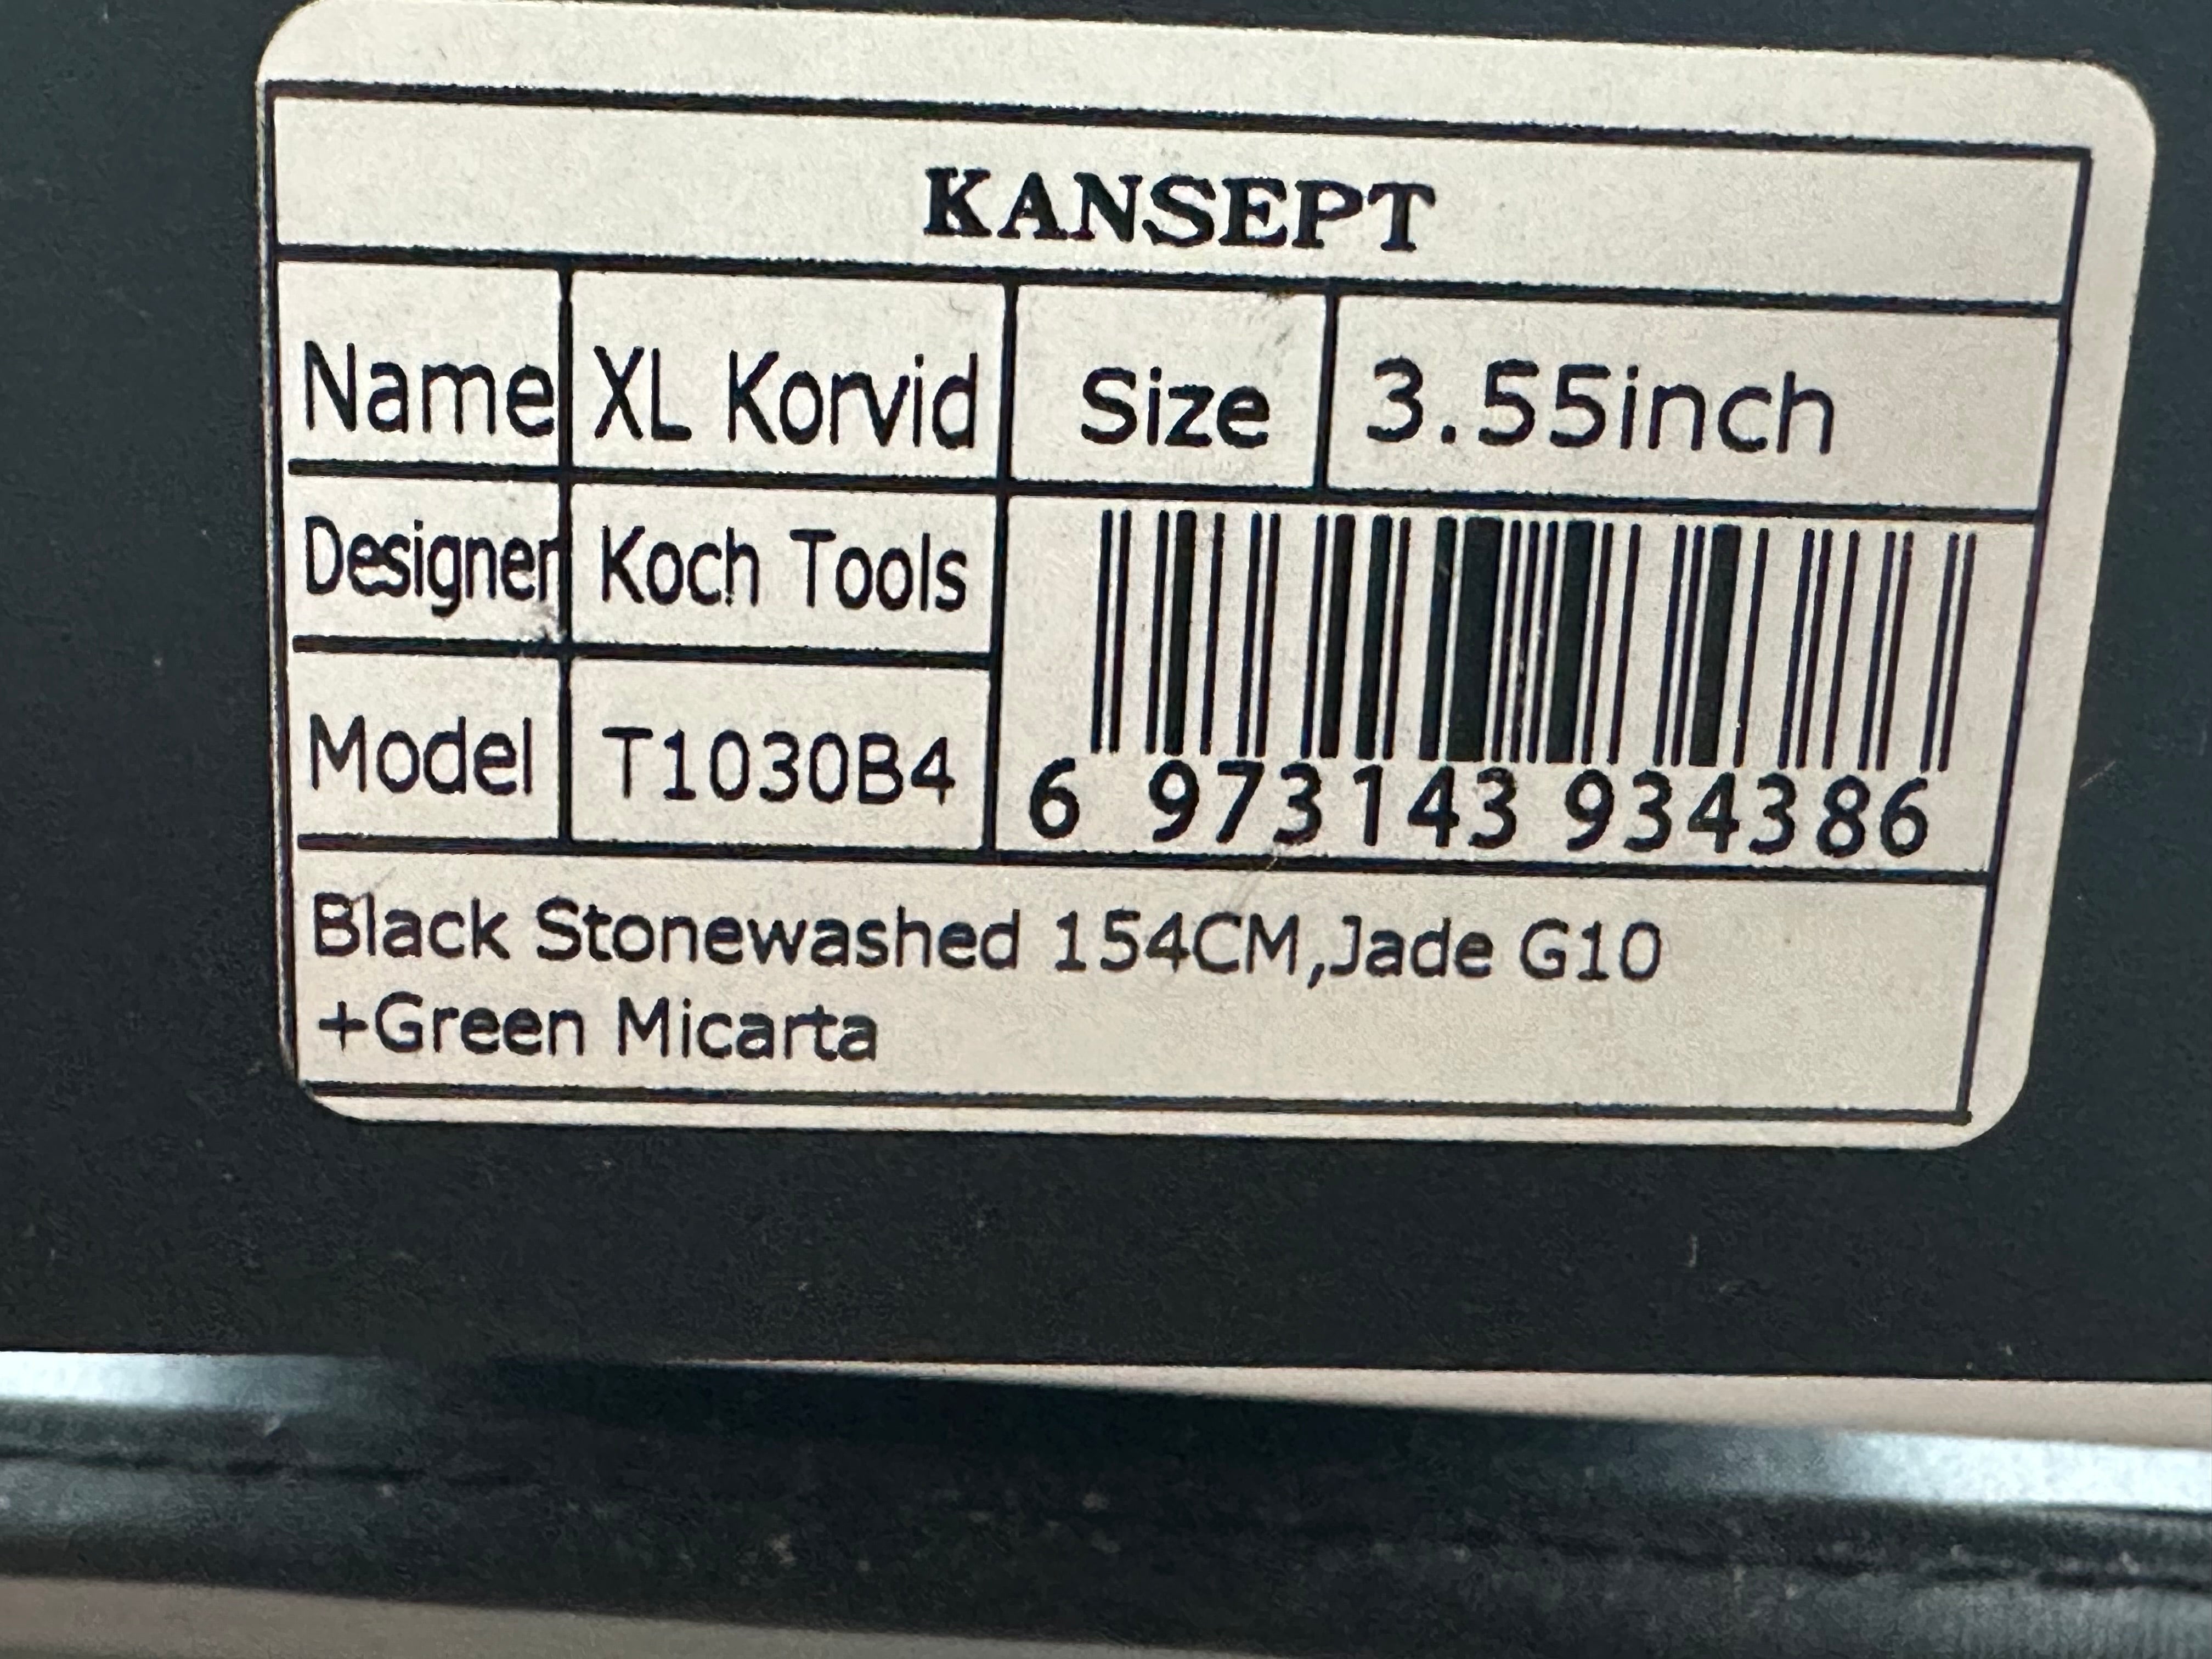 KANSEPT
Name XL Korvid Size 3.55inch
Designer Koch Tools
Model T1030B4
6 973143 934386
Black Stonewashed 154CM,Jade G10
+Green Micarta